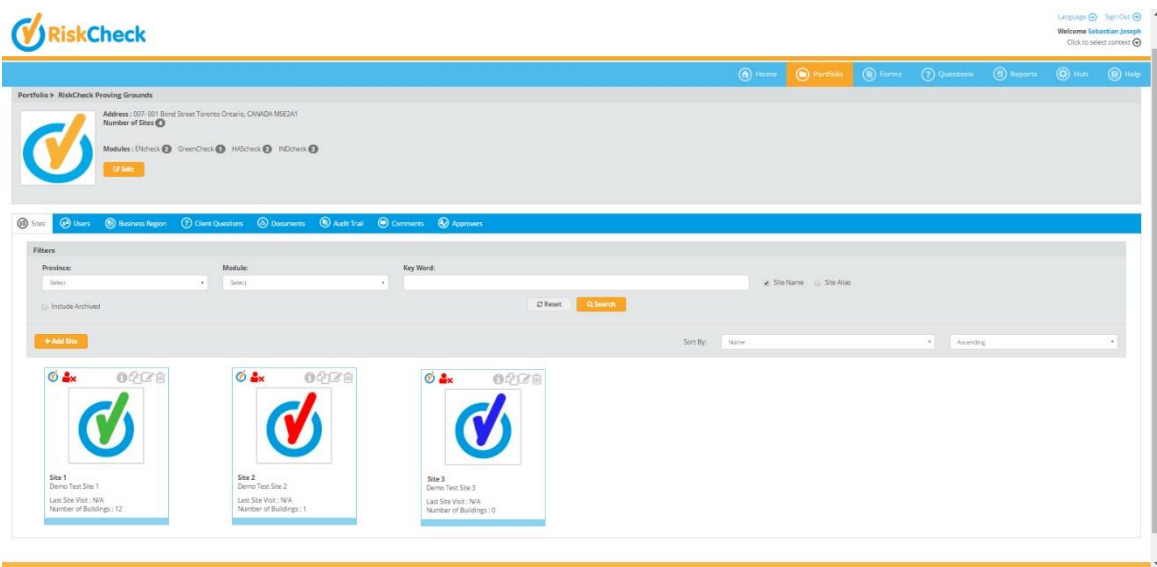 RiskCheck
Language Sign Out
Welcome Sebastian Joseph
Click to select context
Home Portfolio Forms Questions Reports Hub Help
Portfolio > RiskCheck Proving Grounds
Address : 007- 001 Bond Street Toronto Ontario, CANADA M5E2A1
Number of Sites 4
Modules : ENcheck 2 GreenCheck 1 HAScheck 2 INDcheck 2
Edit
Sites Users Business Region Client Questions Documents Audit Trail Comments Approvers
Filters
Province: Module: Key Word:
Select Select Site Name Site Alias
Include Archived Reset Search
+ Add Site Sort By: Name Ascending
Site 1 Site 2 Site 3
Demo Test Site 1 Demo Test Site 2 Demo Test Site 3
Last Site Visit : N/A Last Site Visit : N/A Last Site Visit : N/A
Number of Buildings : 12 Number of Buildings : 1 Number of Buildings : 0